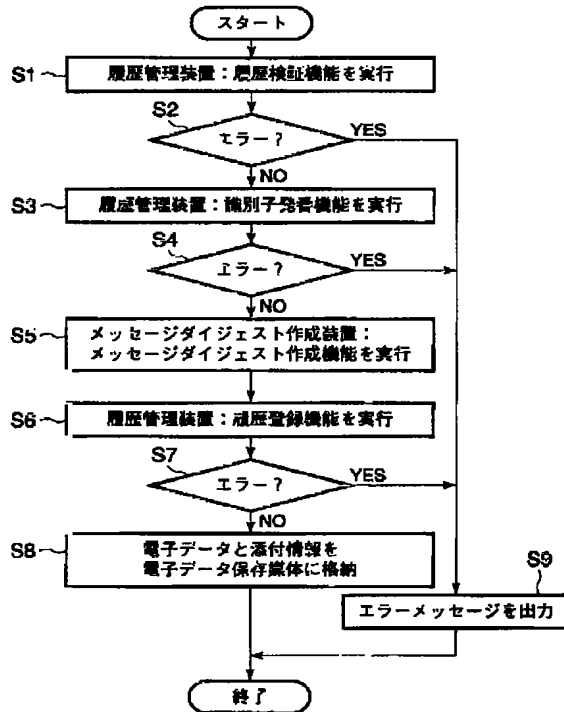 スタート
S1 履歴管理装置：履歴検証機能を実行
S2
エラー？ YES
NO
S3 履歴管理装置：識別子発番機能を実行
S4
エラー？ YES
NO
S5 メッセージダイジェスト作成装置：
メッセージダイジェスト作成機能を実行
S6 履歴管理装置：履歴登録機能を実行
S7
エラー？ YES
NO
S8 電子データと添付情報を
電子データ保存媒体に格納
S9
エラーメッセージを出力
終了